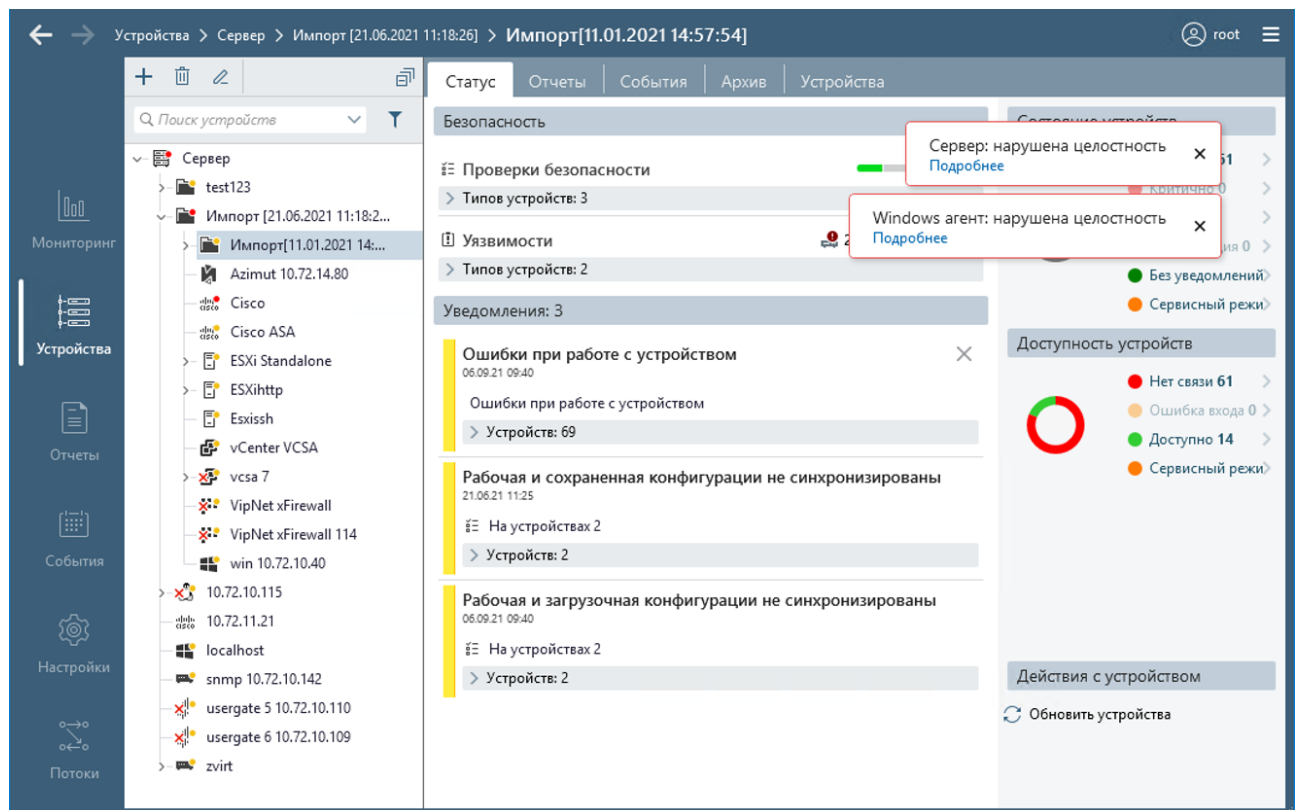 Устройства > Сервер > Импорт [21.06.2021 11:18:26] > Импорт[11.01.2021 14:57:54]
root
Поиск устройств
Сервер
test123
Импорт [21.06.2021 11:18:2...
Импорт[11.01.2021 14:...
Azimut 10.72.14.80
Cisco
Cisco ASA
ESXi Standalone
ESXihttp
Esxissh
vCenter VCSA
vcsa 7
VipNet xFirewall
VipNet xFirewall 114
win 10.72.10.40
10.72.10.115
10.72.11.21
localhost
snmp 10.72.10.142
usergate 5 10.72.10.110
usergate 6 10.72.10.109
zvirt
Мониторинг
Устройства
Отчеты
События
Настройки
Потоки
Статус
Отчеты
События
Архив
Устройства
Безопасность
Проверки безопасности
Типов устройств: 3
Уязвимости
2
Типов устройств: 2
Уведомления: 3
Ошибки при работе с устройством
06.09.21 09:40
Ошибки при работе с устройством
Устройств: 69
Рабочая и сохраненная конфигурации не синхронизированы
21.06.21 11:25
На устройствах 2
Устройств: 2
Рабочая и загрузочная конфигурации не синхронизированы
06.09.21 09:40
На устройствах 2
Устройств: 2
Состояние устройств
Сервер: нарушена целостность
Подробнее
Критично 0
Windows агент: нарушена целостность
Подробнее
Без уведомлений
Сервисный режи
Доступность устройств
Нет связи 61
Ошибка входа 0
Доступно 14
Сервисный режи
Действия с устройством
Обновить устройства